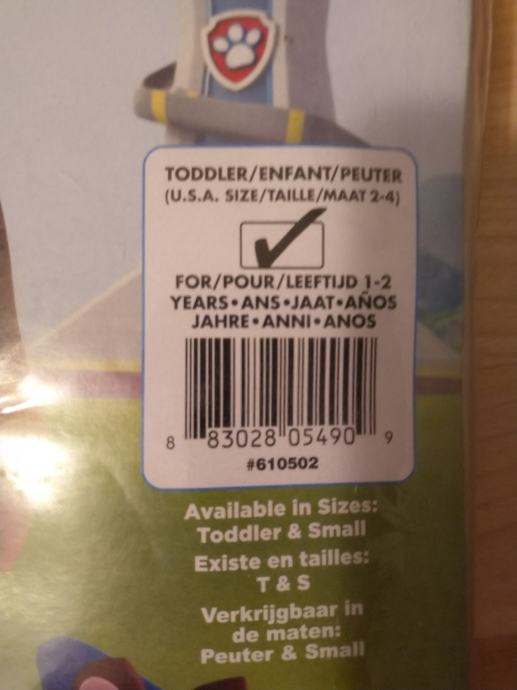 TODDLER/ENFANT/PEUTER
(U.S.A. SIZE/TAILLE/MAAT 2-4)
FOR/POUR/LEEFTIJD 1-2
YEARS•ANS•JAAT•AÑOS
JAHRE•ANNI•ANOS
8 83028 05490 9
#610502
Available in Sizes:
Toddler & Small
Existe en tailles:
T & S
Verkrijgbaar in
de maten:
Peuter & Small